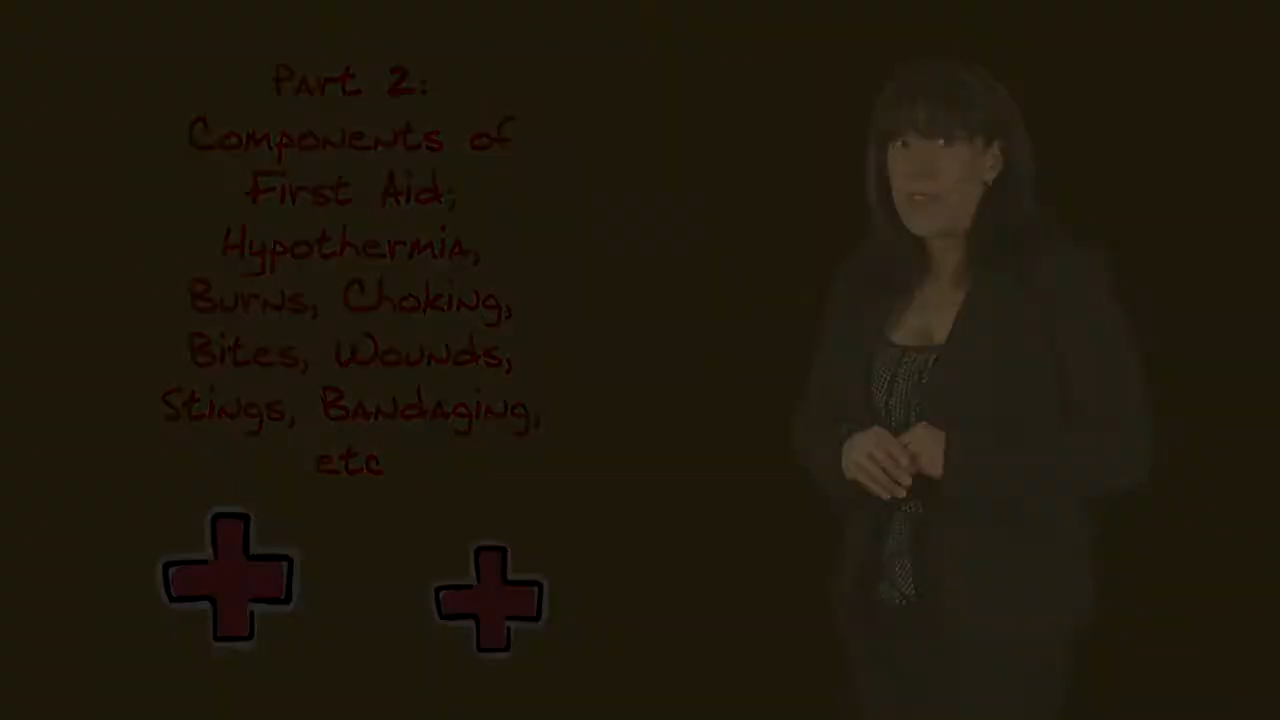 Part 2:
Components of
First Aid;
Hypothermia,
Burns, Choking,
Bites, Wounds,
Stings, Bandaging,
etc